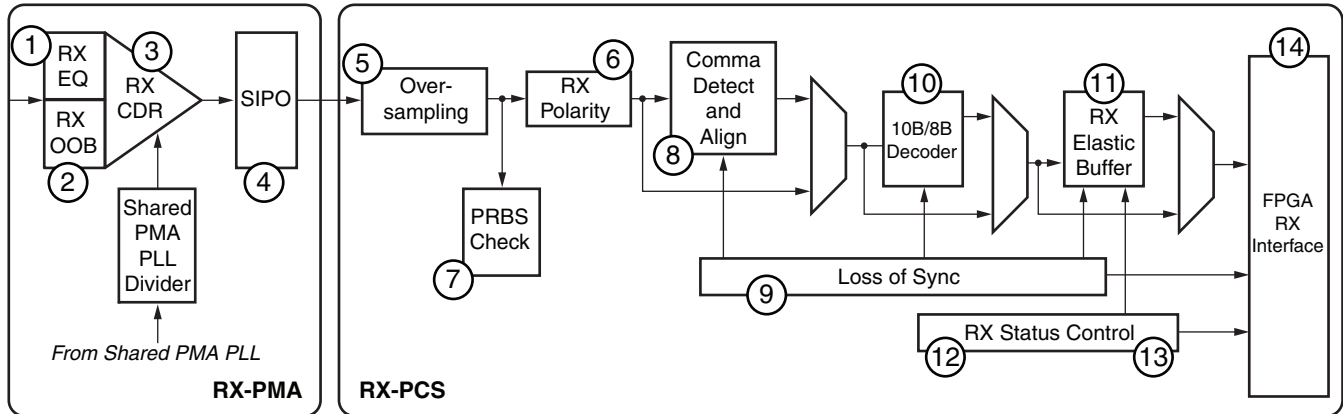 1
RX
EQ
RX
OOB
2
3
RX
CDR
SIPO
4
Shared
PMA
PLL
Divider
From Shared PMA PLL
RX-PMA
5
Over-
sampling
6
RX
Polarity
PRBS
Check
7
Comma
Detect
and
Align
8
10
10B/8B
Decoder
11
RX
Elastic
Buffer
Loss of Sync
9
RX Status Control
12
13
14
FPGA
RX
Interface
RX-PCS